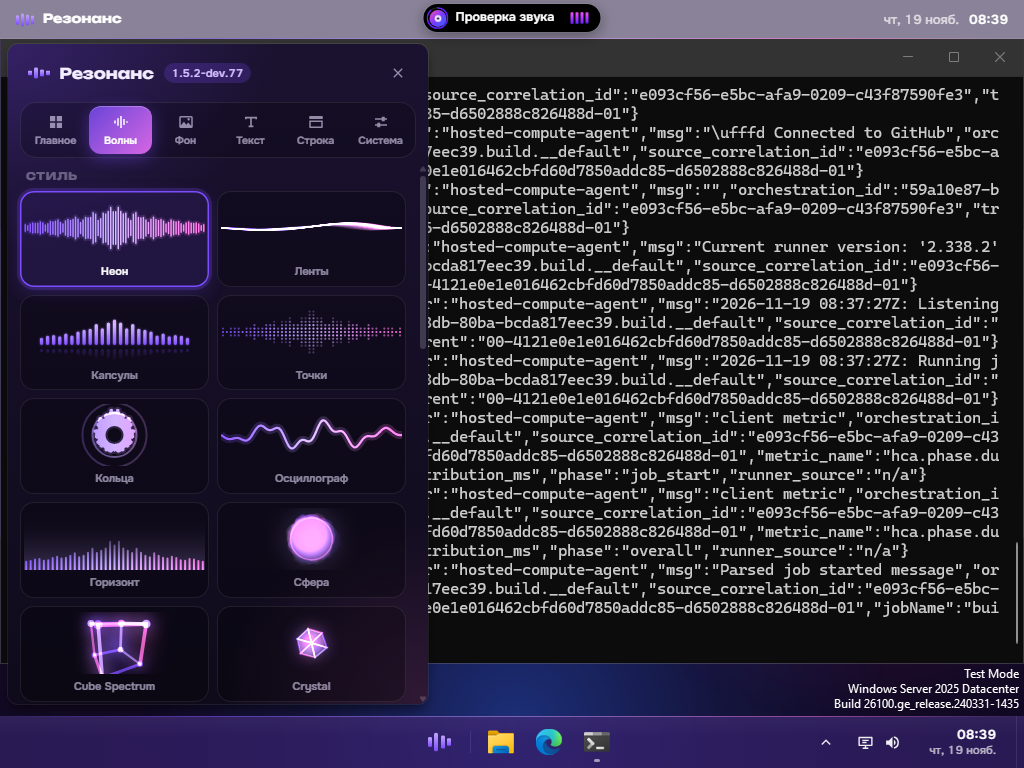 Резонанс
Проверка звука
чт, 19 нояб. 08:39
Резонанс 1.5.2-dev.77
Главное Волны Фон Текст Строка Система
СТИЛЬ
Неон Ленты
Капсулы Точки
Кольца Осциллограф
Горизонт Сфера
Cube Spectrum Crystal
source_correlation_id":"e093cf56-e5bc-afa9-0209-c43f87590fe3","t
85-d6502888c826488d-01"}
":"hosted-compute-agent","msg":"\ufffd Connected to GitHub","orc
7eec39.build.__default","source_correlation_id":"e093cf56-e5bc-a
0e1e016462cbfd60d7850addc85-d6502888c826488d-01"}
":"hosted-compute-agent","msg":"","orchestration_id":"59a10e87-b
ource_correlation_id":"e093cf56-e5bc-afa9-0209-c43f87590fe3","tr
5-d6502888c826488d-01"}
:"hosted-compute-agent","msg":"Current runner version: '2.338.2'
bcda817eec39.build.__default","source_correlation_id":"e093cf56-
-4121e0e1e016462cbfd60d7850addc85-d6502888c826488d-01"}
r":"hosted-compute-agent","msg":"2026-11-19 08:37:27Z: Listening
3db-80ba-bcda817eec39.build.__default","source_correlation_id":"
rent":"00-4121e0e1e016462cbfd60d7850addc85-d6502888c826488d-01"}
r":"hosted-compute-agent","msg":"2026-11-19 08:37:27Z: Running j
3db-80ba-bcda817eec39.build.__default","source_correlation_id":"
rent":"00-4121e0e1e016462cbfd60d7850addc85-d6502888c826488d-01"}
r":"hosted-compute-agent","msg":"client metric","orchestration_i
.__default","source_correlation_id":"e093cf56-e5bc-afa9-0209-c43
fd60d7850addc85-d6502888c826488d-01","metric_name":"hca.phase.du
tribution_ms","phase":"job_start","runner_source":"n/a"}
r":"hosted-compute-agent","msg":"client metric","orchestration_i
.__default","source_correlation_id":"e093cf56-e5bc-afa9-0209-c43
fd60d7850addc85-d6502888c826488d-01","metric_name":"hca.phase.du
tribution_ms","phase":"overall","runner_source":"n/a"}
r":"hosted-compute-agent","msg":"Parsed job started message","or
7eec39.build.__default","source_correlation_id":"e093cf56-e5bc-
e0e1e016462cbfd60d7850addc85-d6502888c826488d-01","jobName":"bui
Test Mode
Windows Server 2025 Datacenter
Build 26100.ge_release.240331-1435
08:39
чт, 19 нояб.